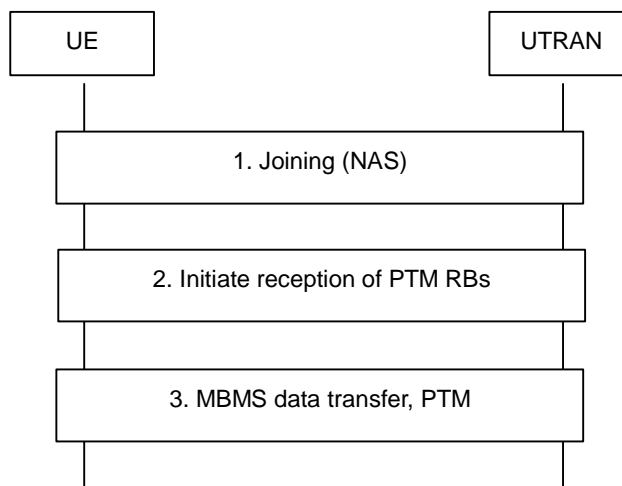 UE
UTRAN
1. Joining (NAS)
2. Initiate reception of PTM RBs
3. MBMS data transfer, PTM